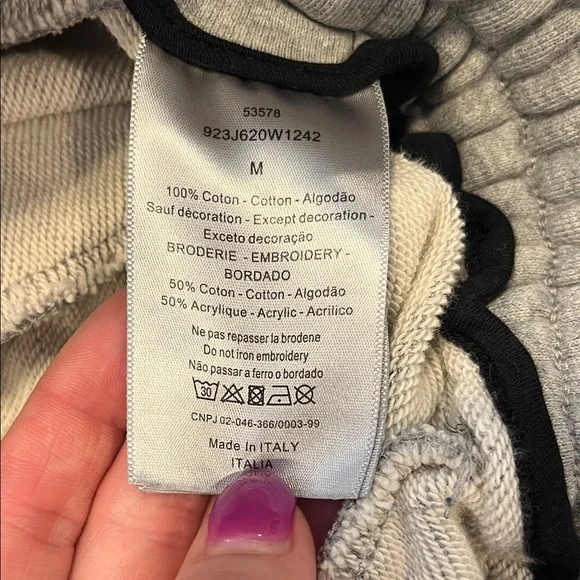 53578
923J620W1242
M
100% Coton - Cotton - Algodão
Sauf décoration - Except decoration -
Exceto decoração
BRODERIE - EMBROIDERY -
BORDADO
50% Coton - Cotton - Algodão
50% Acrylique - Acrylic - Acrilico
Ne pas repasser la brodene
Do not iron embroidery
Não passar a ferro o bordado
30
CNPJ 02-046-366/0003-99
Made In ITALY
ITALIA